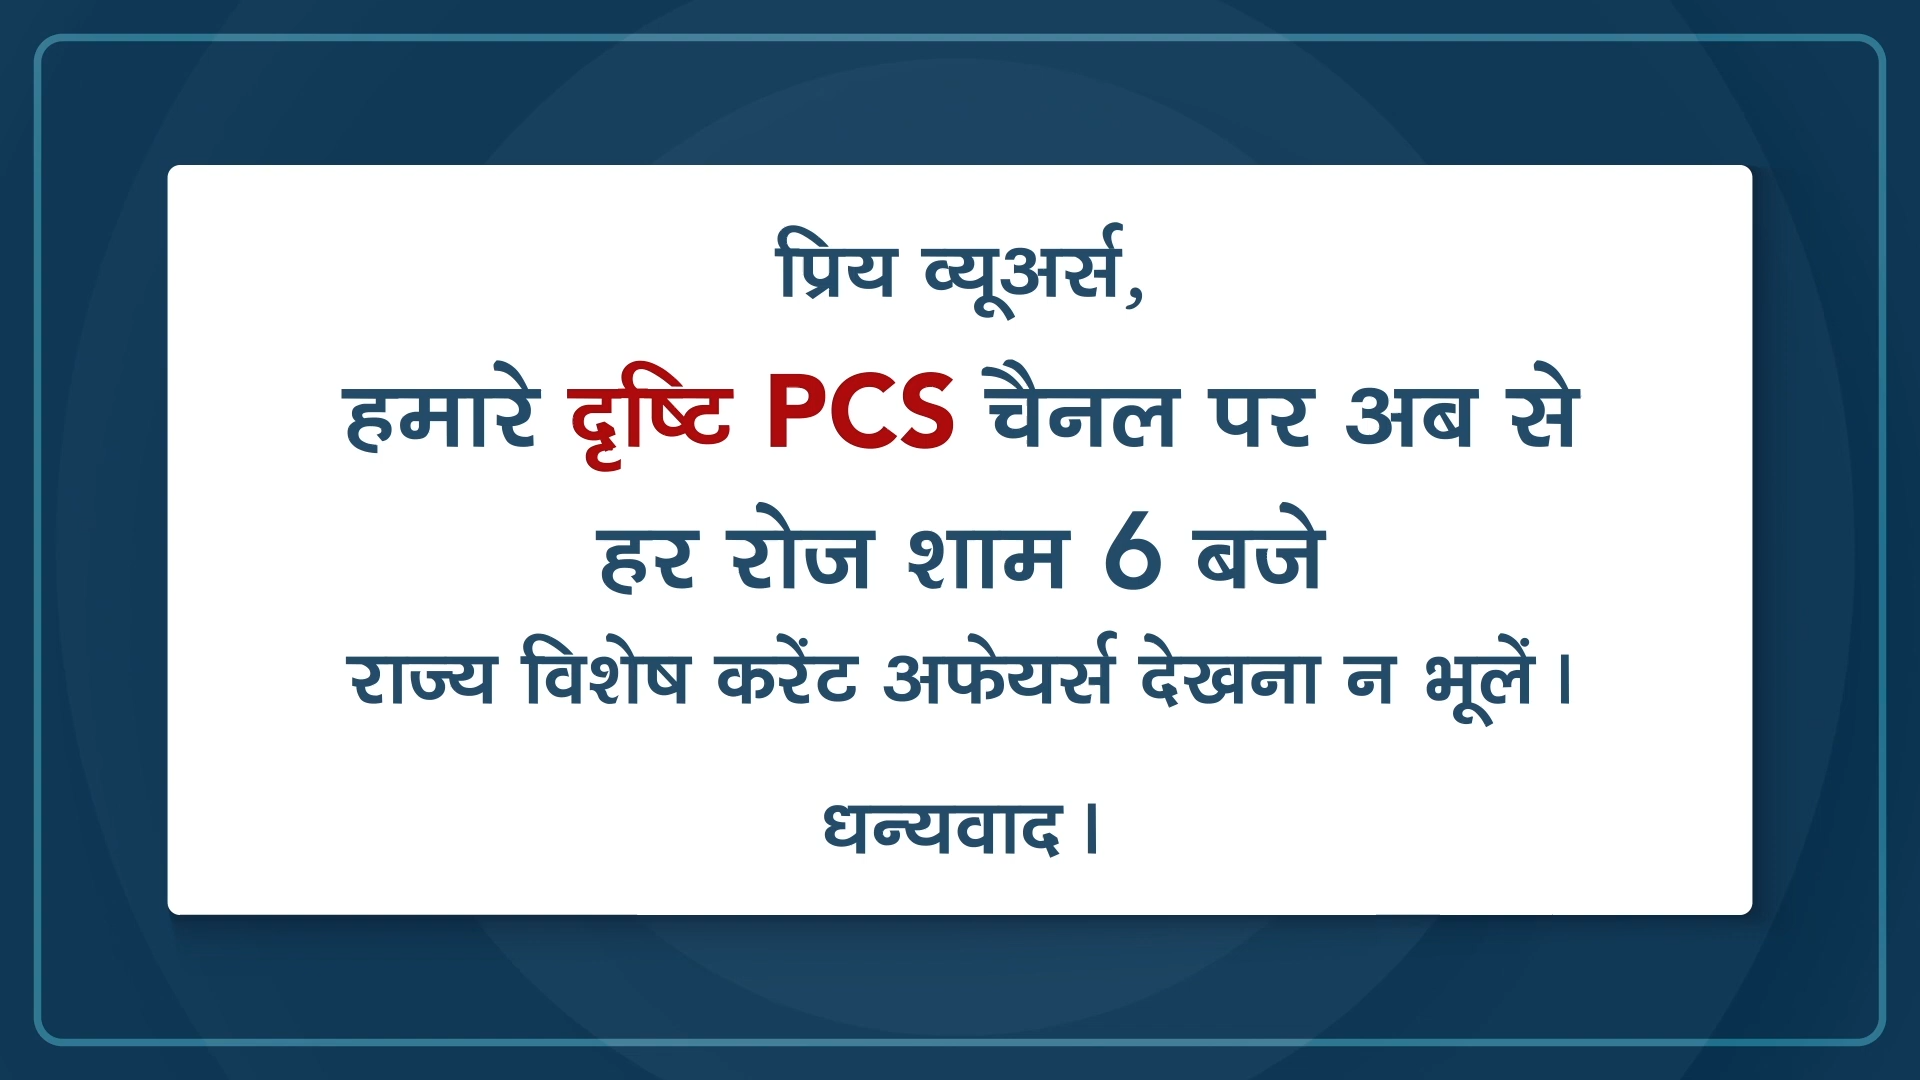 प्रिय व्यूअर्स,
हमारे दृष्टि PCS चैनल पर अब से
हर रोज शाम 6 बजे
राज्य विशेष करेंट अफेयर्स देखना न भूलें।
धन्यवाद।